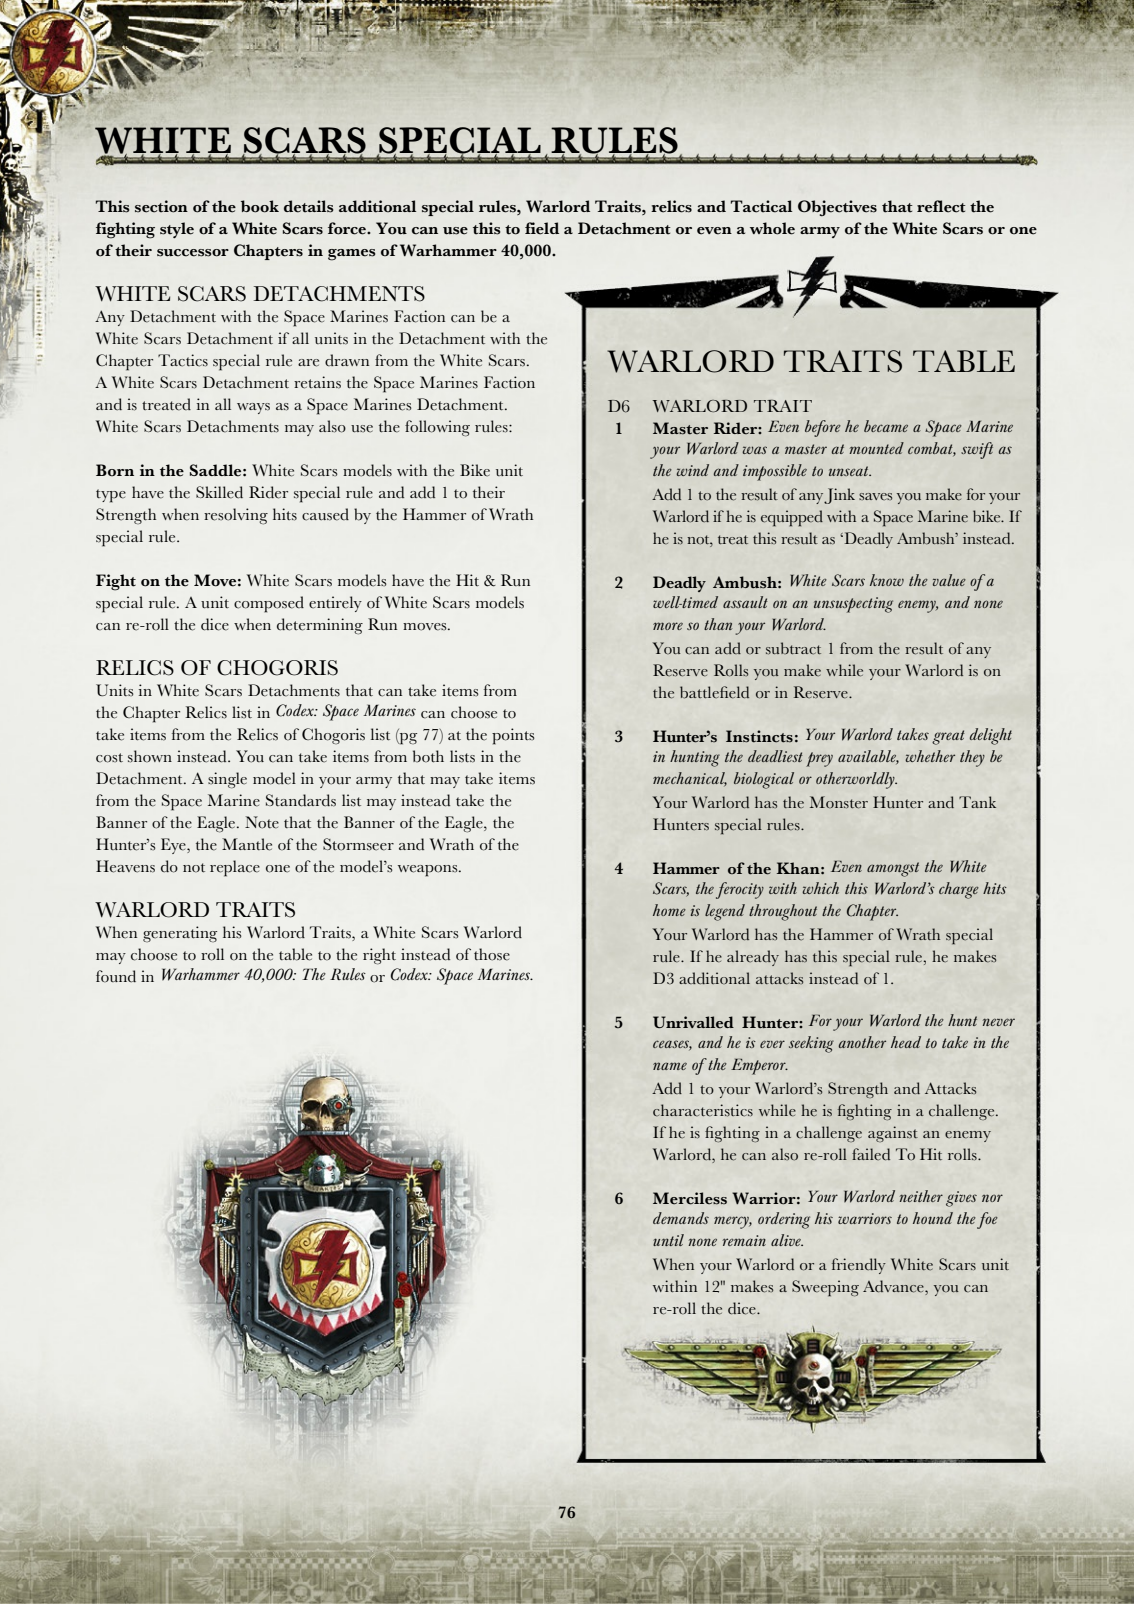 WHITE SCARS SPECIAL RULES
This section of the book details additional special rules, Warlord Traits, relics and Tactical Objectives that reflect the
fighting style of a White Scars force. You can use this to field a Detachment or even a whole army of the White Scars or one
of their successor Chapters in games of Warhammer 40,000.
WHITE SCARS DETACHMENTS
Any Detachment with the Space Marines Faction can be a
White Scars Detachment if all units in the Detachment with the
Chapter Tactics special rule are drawn from the White Scars.
A White Scars Detachment retains the Space Marines Faction
and is treated in all ways as a Space Marines Detachment.
White Scars Detachments may also use the following rules:
Born in the Saddle: White Scars models with the Bike unit
type have the Skilled Rider special rule and add 1 to their
Strength when resolving hits caused by the Hammer of Wrath
special rule.
Fight on the Move: White Scars models have the Hit & Run
special rule. A unit composed entirely of White Scars models
can re-roll the dice when determining Run moves.
RELICS OF CHOGORIS
Units in White Scars Detachments that can take items from
the Chapter Relics list in Codex: Space Marines can choose to
take items from the Relics of Chogoris list (pg 77) at the points
cost shown instead. You can take items from both lists in the
Detachment. A single model in your army that may take items
from the Space Marine Standards list may instead take the
Banner of the Eagle. Note that the Banner of the Eagle, the
Hunter's Eye, the Mantle of the Stormseer and Wrath of the
Heavens do not replace one of the model's weapons.
WARLORD TRAITS
When generating his Warlord Traits, a White Scars Warlord
may choose to roll on the table to the right instead of those
found in Warhammer 40,000: The Rules or Codex: Space Marines.
WARLORD TRAITS TABLE
D6 WARLORD TRAIT
1 Master Rider: Even before he became a Space Marine
your Warlord was a master at mounted combat, swift as
the wind and impossible to unseat.
Add 1 to the result of any Jink saves you make for your
Warlord if he is equipped with a Space Marine bike. If
he is not, treat this result as 'Deadly Ambush' instead.
2 Deadly Ambush: White Scars know the value of a
well-timed assault on an unsuspecting enemy, and none
more so than your Warlord.
You can add or subtract 1 from the result of any
Reserve Rolls you make while your Warlord is on
the battlefield or in Reserve.
3 Hunter's Instincts: Your Warlord takes great delight
in hunting the deadliest prey available, whether they be
mechanical, biological or otherworldly.
Your Warlord has the Monster Hunter and Tank
Hunters special rules.
4 Hammer of the Khan: Even amongst the White
Scars, the ferocity with which this Warlord's charge hits
home is legend throughout the Chapter.
Your Warlord has the Hammer of Wrath special
rule. If he already has this special rule, he makes
D3 additional attacks instead of 1.
5 Unrivalled Hunter: For your Warlord the hunt never
ceases, and he is ever seeking another head to take in the
name of the Emperor.
Add 1 to your Warlord's Strength and Attacks
characteristics while he is fighting in a challenge.
If he is fighting in a challenge against an enemy
Warlord, he can also re-roll failed To Hit rolls.
6 Merciless Warrior: Your Warlord neither gives nor
demands mercy, ordering his warriors to hound the foe
until none remain alive.
When your Warlord or a friendly White Scars unit
within 12" makes a Sweeping Advance, you can
re-roll the dice.
76